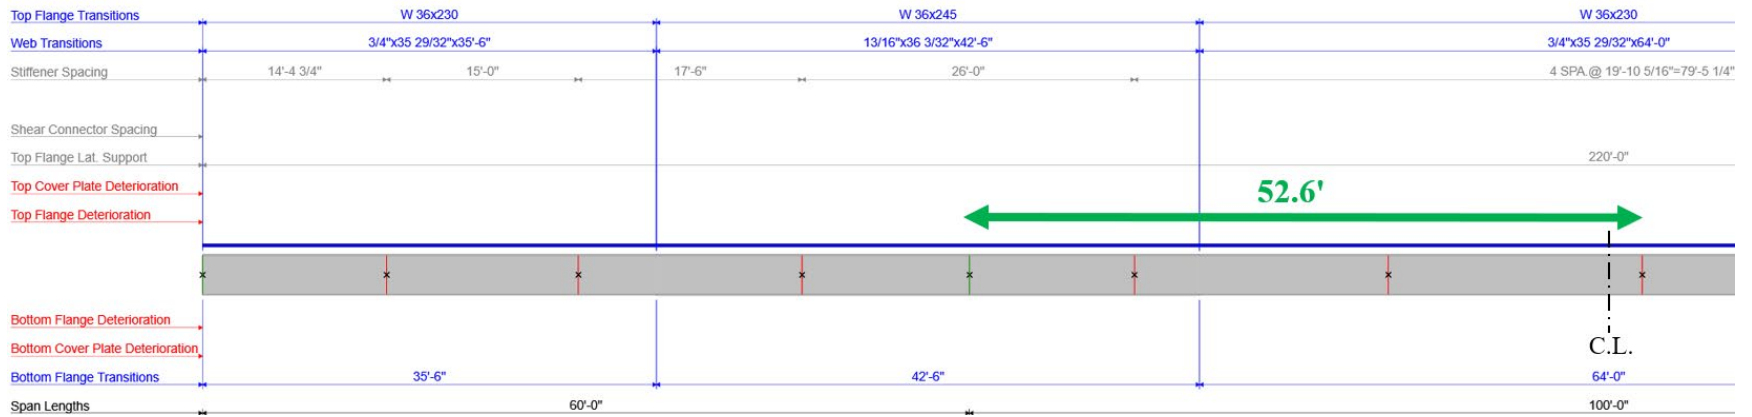 Top Flange Transitions W 36x230 W 36x245 W 36x230
Web Transitions 3/4"x35 29/32"x35'-6" 13/16"x36 3/32"x42'-6" 3/4"x35 29/32"x64'-0"
Stiffener Spacing 14'-4 3/4" 15'-0" 17'-6" 26'-0" 4 SPA.@ 19'-10 5/16"=79'-5 1/4"
Shear Connector Spacing
Top Flange Lat. Support 220'-0"
Top Cover Plate Deterioration
52.6'
Top Flange Deterioration
Bottom Flange Deterioration
Bottom Cover Plate Deterioration
C.L.
Bottom Flange Transitions 35'-6" 42'-6" 64'-0"
Span Lengths 60'-0" 100'-0"